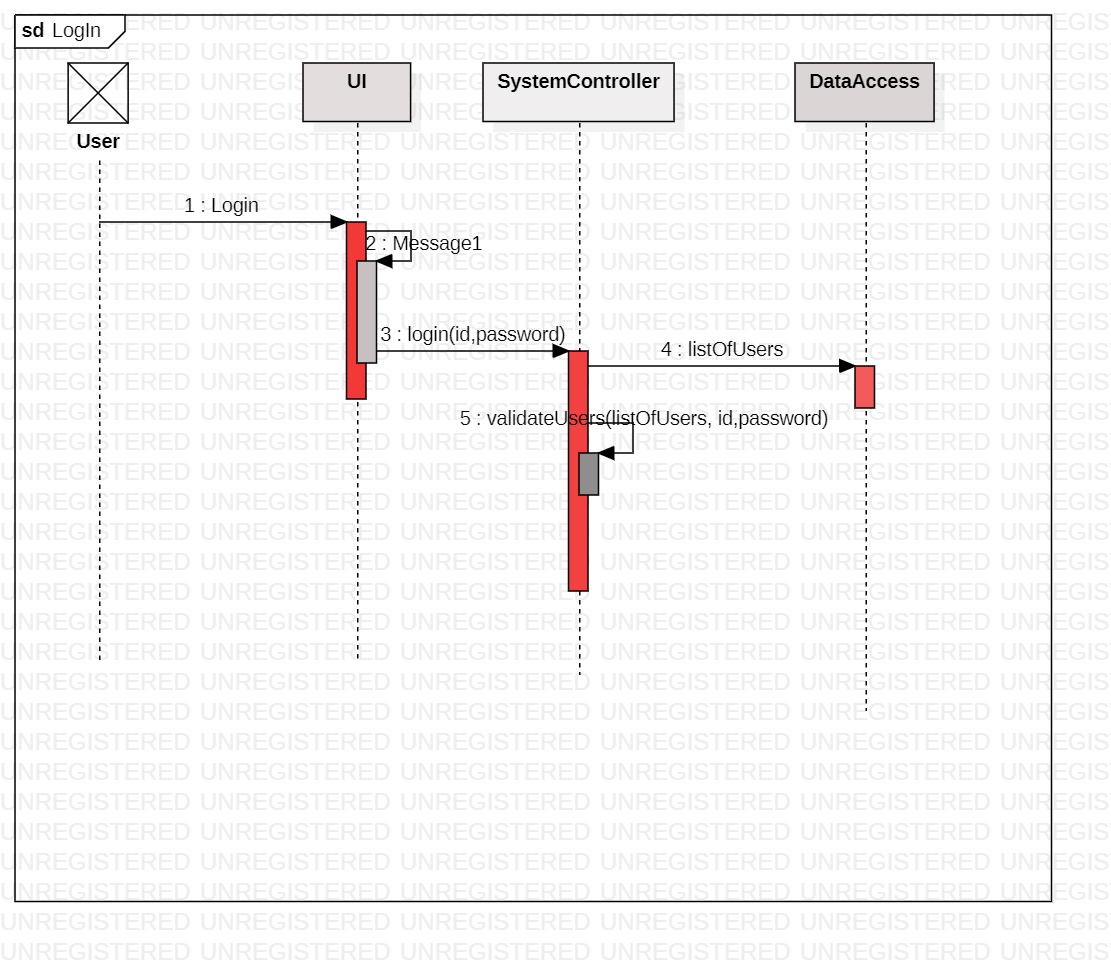 sd LogIn
UI
SystemController
DataAccess
User
1 : Login
2 : Message1
3 : login(id,password)
4 : listOfUsers
5 : validateUsers(listOfUsers, id,password)
UNREGISTERED UNREGISTERED UNREGISTERED UNREGISTERED UNREGISTERED UNREGIS